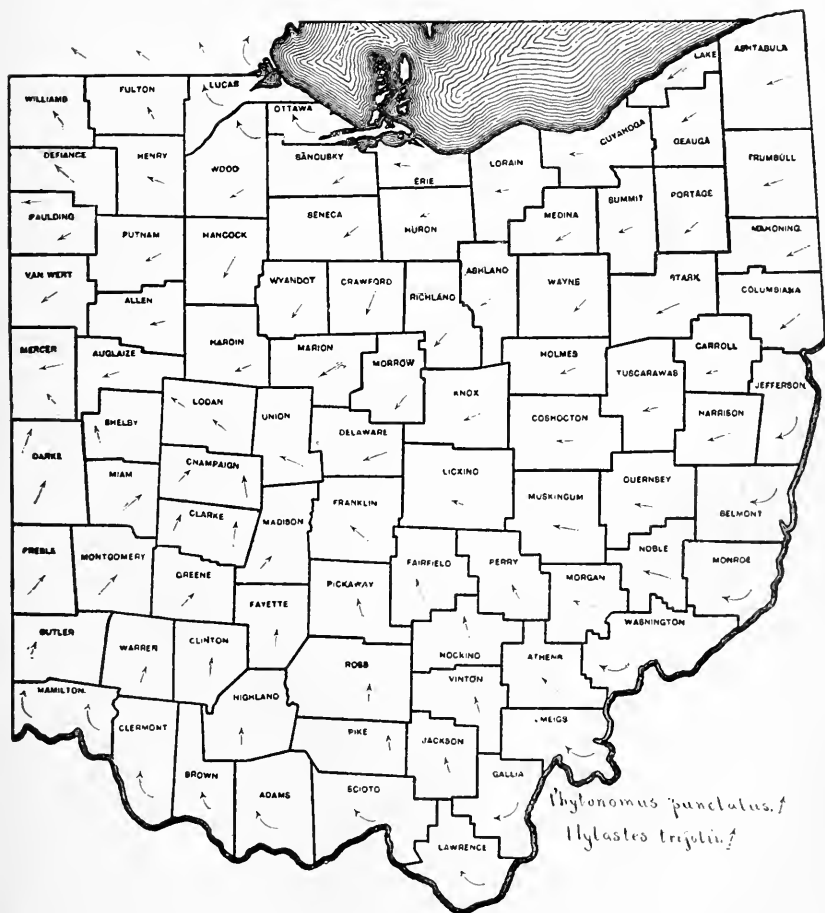 LAKE
ASHTABULA
WILLIAMS
FULTON
LUCAS
OTTAWA
CUYAHOGA
GEAUGA
DEFIANCE
HENRY
WOOD
SANDUSKY
ERIE
LORAIN
TRUMBULL
PAULDING
PUTNAM
HANCOCK
SENECA
HURON
MEDINA
SUMMIT
PORTAGE
MAHONING
VAN WERT
ALLEN
WYANDOT
CRAWFORD
RICHLAND
ASHLAND
WAYNE
STARK
COLUMBIANA
MERCER
AUGLAIZE
HARDIN
MARION
MORROW
HOLMES
CARROLL
TUSCARAWAS
JEFFERSON
SHELBY
LOGAN
UNION
DELAWARE
KNOX
COSHOCTON
HARRISON
DARKE
MIAM
CHAMPAIGN
LICKING
GUERNSEY
CLARKE
MADISON
FRANKLIN
MUSKINGUM
BELMONT
PREBLE
MONTGOMERY
GREENE
PICKAWAY
FAIRFIELD
PERRY
MORGAN
NOBLE
MONROE
FAYETTE
WASHINGTON
BUTLER
WARREN
CLINTON
ROSS
HOCKING
ATHENS
HAMILTON
HIGHLAND
VINTON
CLERMONT
PIKE
JACKSON
MEIGS
BROWN
ADAMS
SCIOTO
GALLIA
LAWRENCE
Phytonomus punctatus.
Hylastes trifolii.